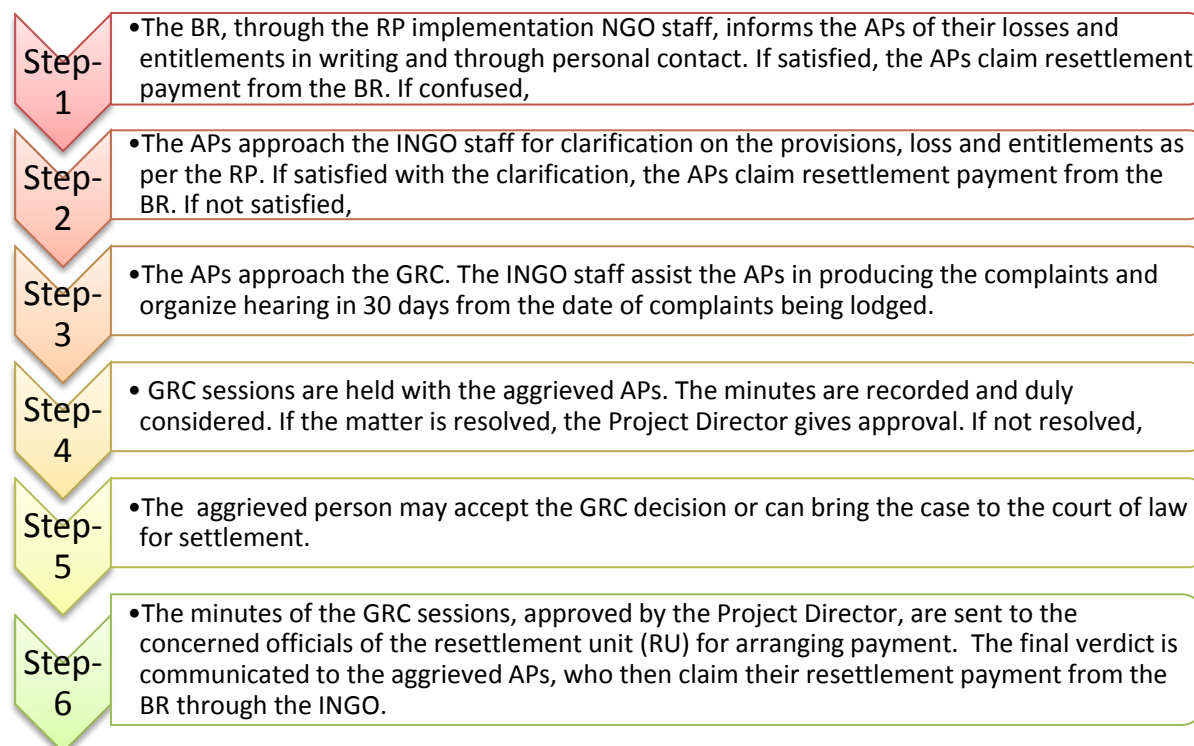 Step-
1
•The BR, through the RP implementation NGO staff, informs the APs of their losses and
entitlements in writing and through personal contact. If satisfied, the APs claim resettlement
payment from the BR. If confused,
Step-
2
•The APs approach the INGO staff for clarification on the provisions, loss and entitlements as
per the RP. If satisfied with the clarification, the APs claim resettlement payment from the
BR. If not satisfied,
Step-
3
•The APs approach the GRC. The INGO staff assist the APs in producing the complaints and
organize hearing in 30 days from the date of complaints being lodged.
Step-
4
• GRC sessions are held with the aggrieved APs. The minutes are recorded and duly
considered. If the matter is resolved, the Project Director gives approval. If not resolved,
Step-
5
•The  aggrieved person may accept the GRC decision or can bring the case to the court of law
for settlement.
Step-
6
•The minutes of the GRC sessions, approved by the Project Director, are sent to the
concerned officials of the resettlement unit (RU) for arranging payment.  The final verdict is
communicated to the aggrieved APs, who then claim their resettlement payment from the
BR through the INGO.